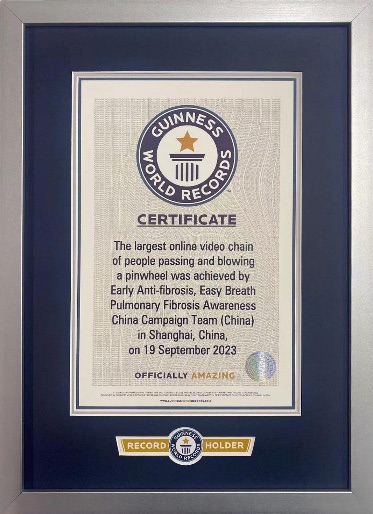 GUINNESS
WORLD RECORDS
CERTIFICATE
The largest online video chain
of people passing and blowing
a pinwheel was achieved by
Early Anti-fibrosis, Easy Breath
Pulmonary Fibrosis Awareness
China Campaign Team (China)
in Shanghai, China,
on 19 September 2023
OFFICIALLY AMAZING
RECORD HOLDER